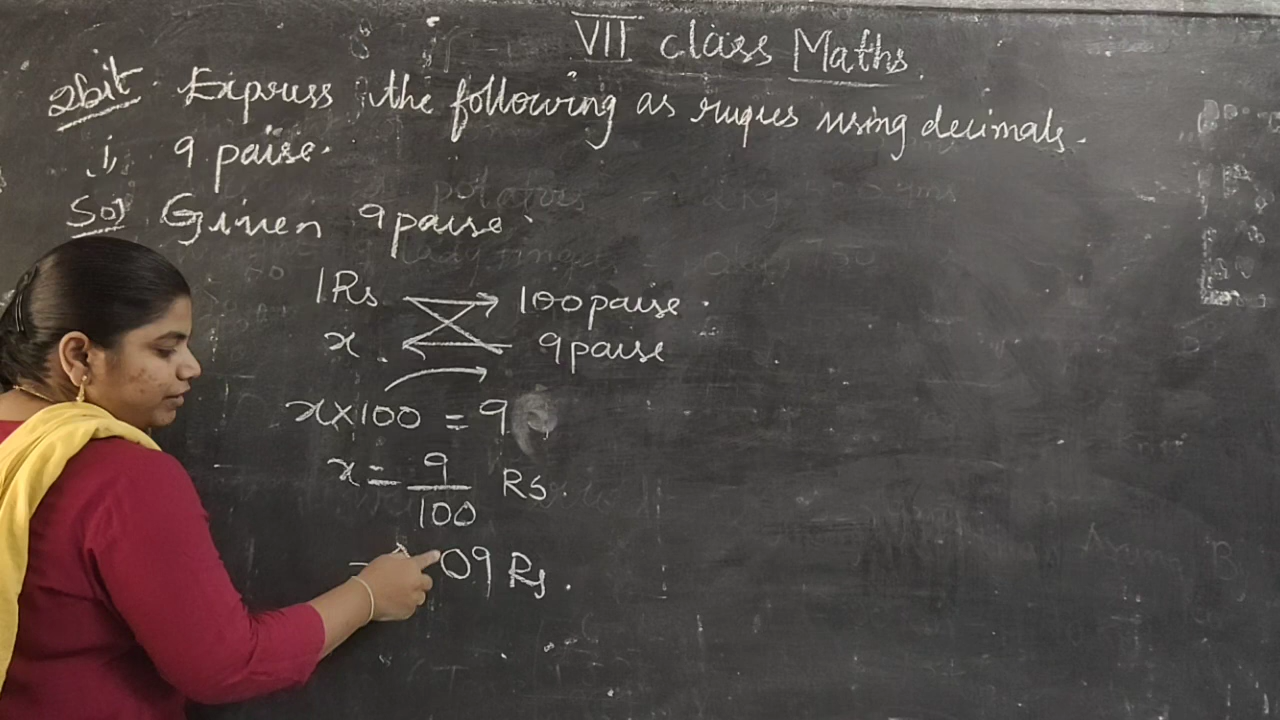 VII class Maths.
2bit. Express the following as rupees using decimals.
i, 9 paise.
Sol Given 9 paise.
1Rs 100 paise.
x. 9 paise
x×100 = 9
x = 9/100 Rs.
09 Rs.